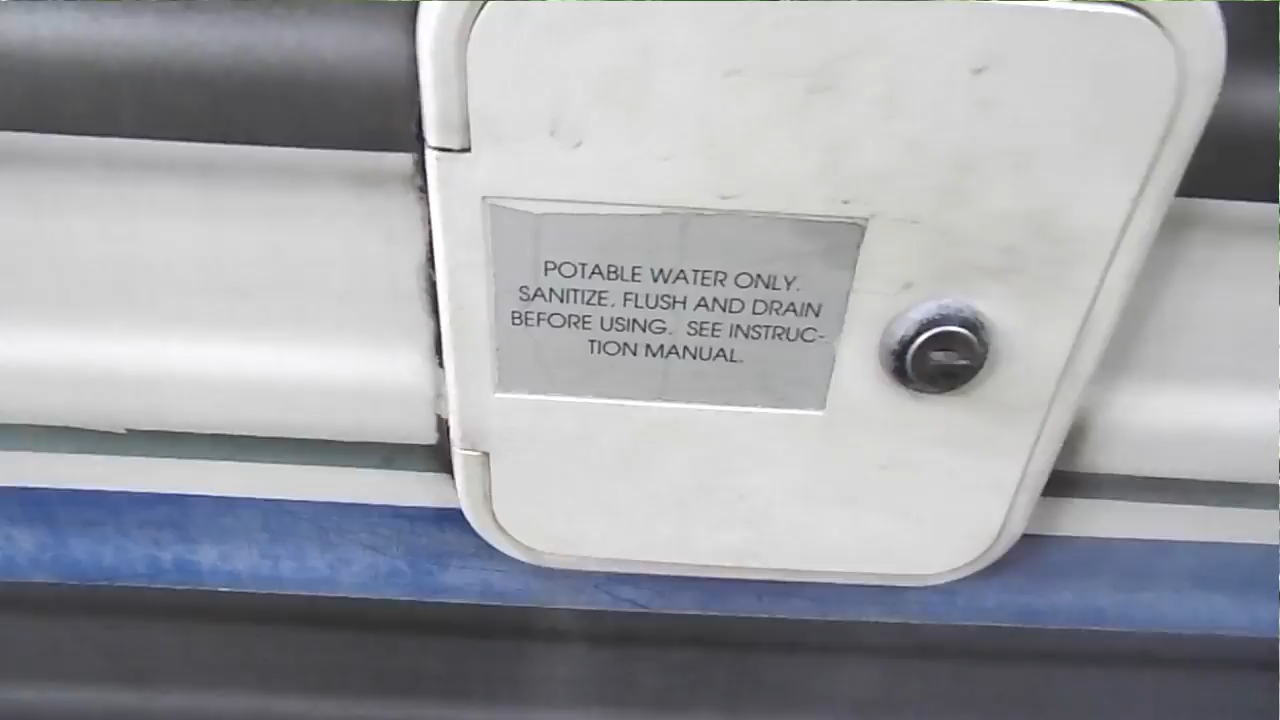 POTABLE WATER ONLY.
SANITIZE, FLUSH AND DRAIN
BEFORE USING. SEE INSTRUC-
TION MANUAL.